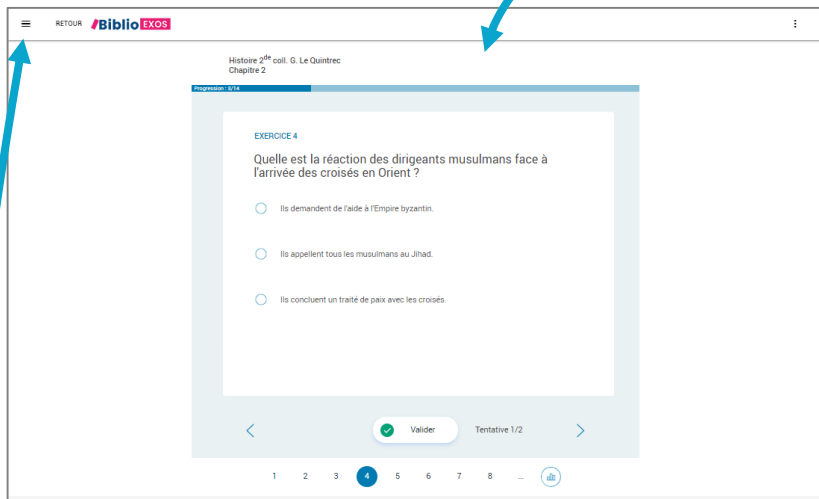 RETOUR /Biblio EXOS
Histoire 2de coll. G. Le Quintrec
Chapitre 2
Progression : 5/14
EXERCICE 4
Quelle est la réaction des dirigeants musulmans face à
l'arrivée des croisés en Orient ?
Ils demandent de l'aide à l'Empire byzantin.
Ils appellent tous les musulmans au Jihad.
Ils concluent un traité de paix avec les croisés.
Valider Tentative 1/2
1 2 3 4 5 6 7 8 ...